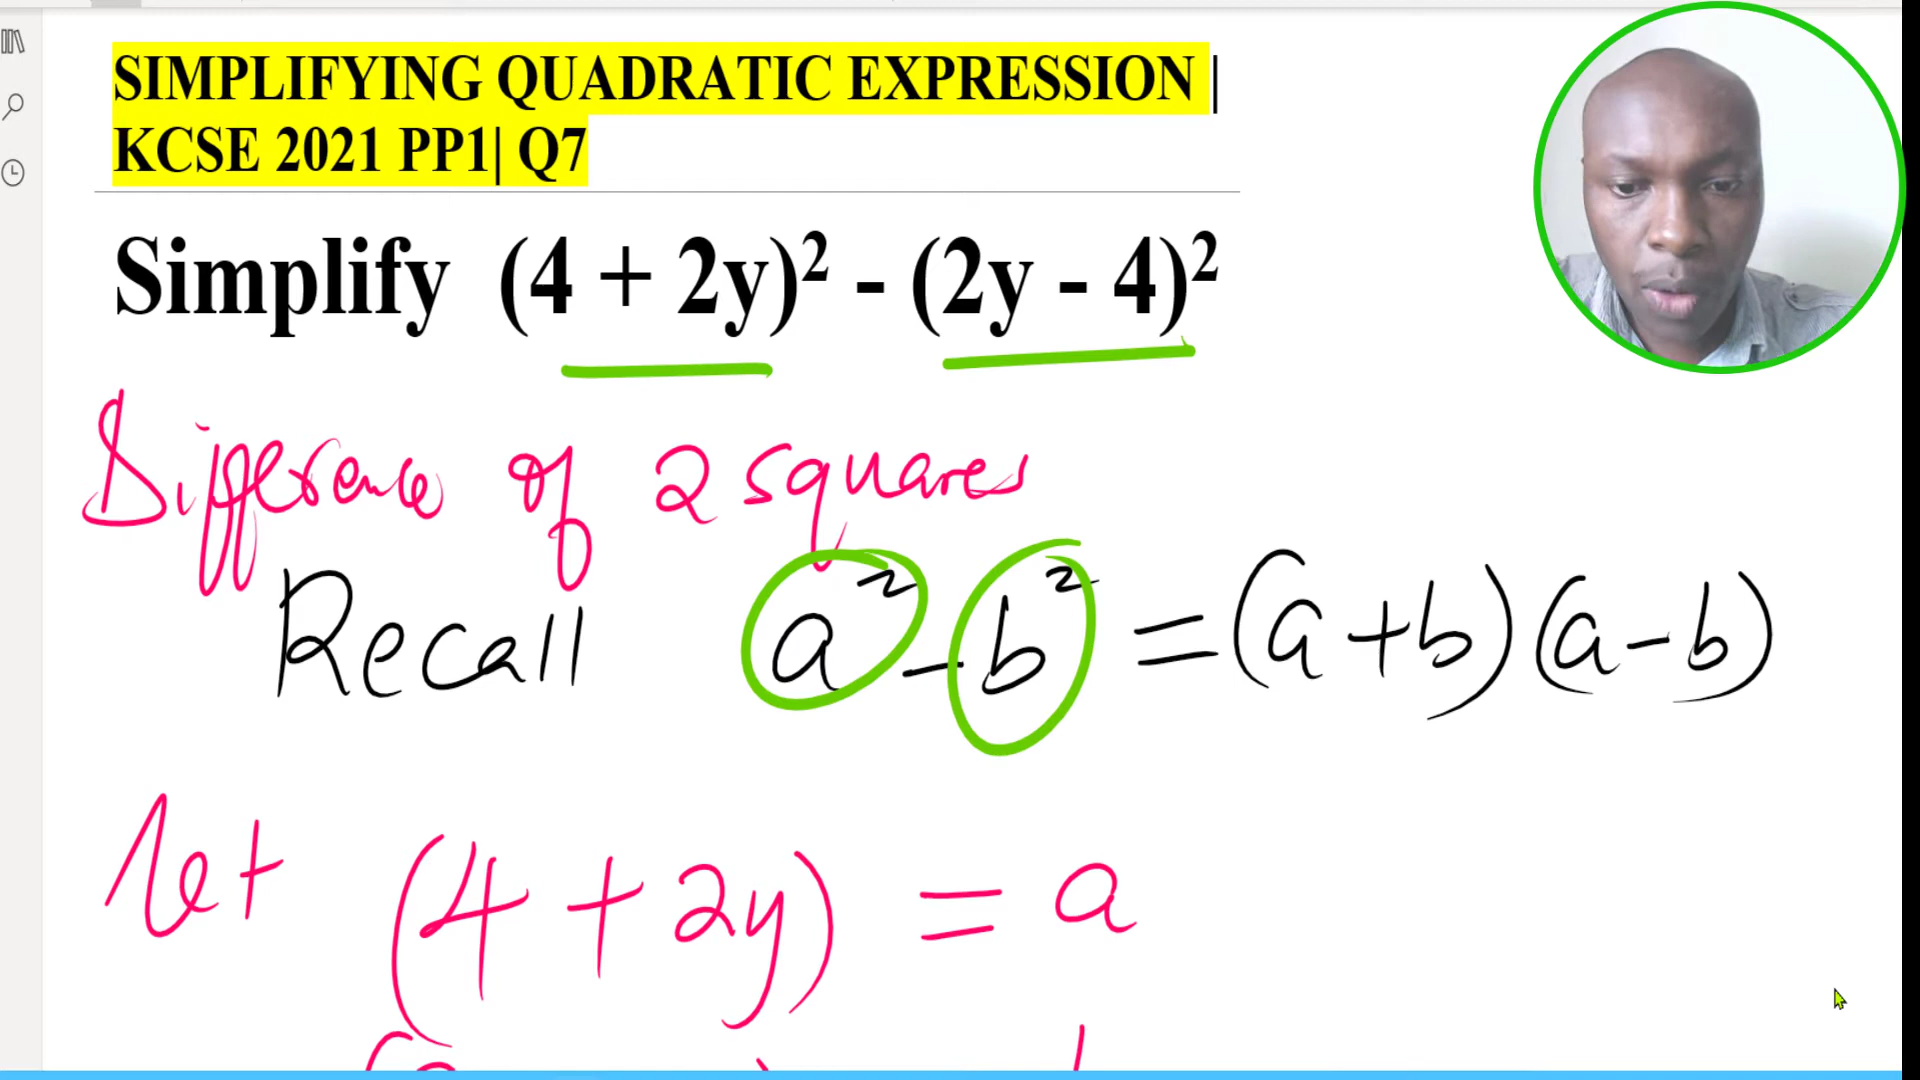 SIMPLIFYING QUADRATIC EXPRESSION |
KCSE 2021 PP1| Q7
Simplify (4 + 2y)² - (2y - 4)²
Difference of 2 squares
Recall a² - b² = (a + b) (a - b)
let (4 + 2y) = a